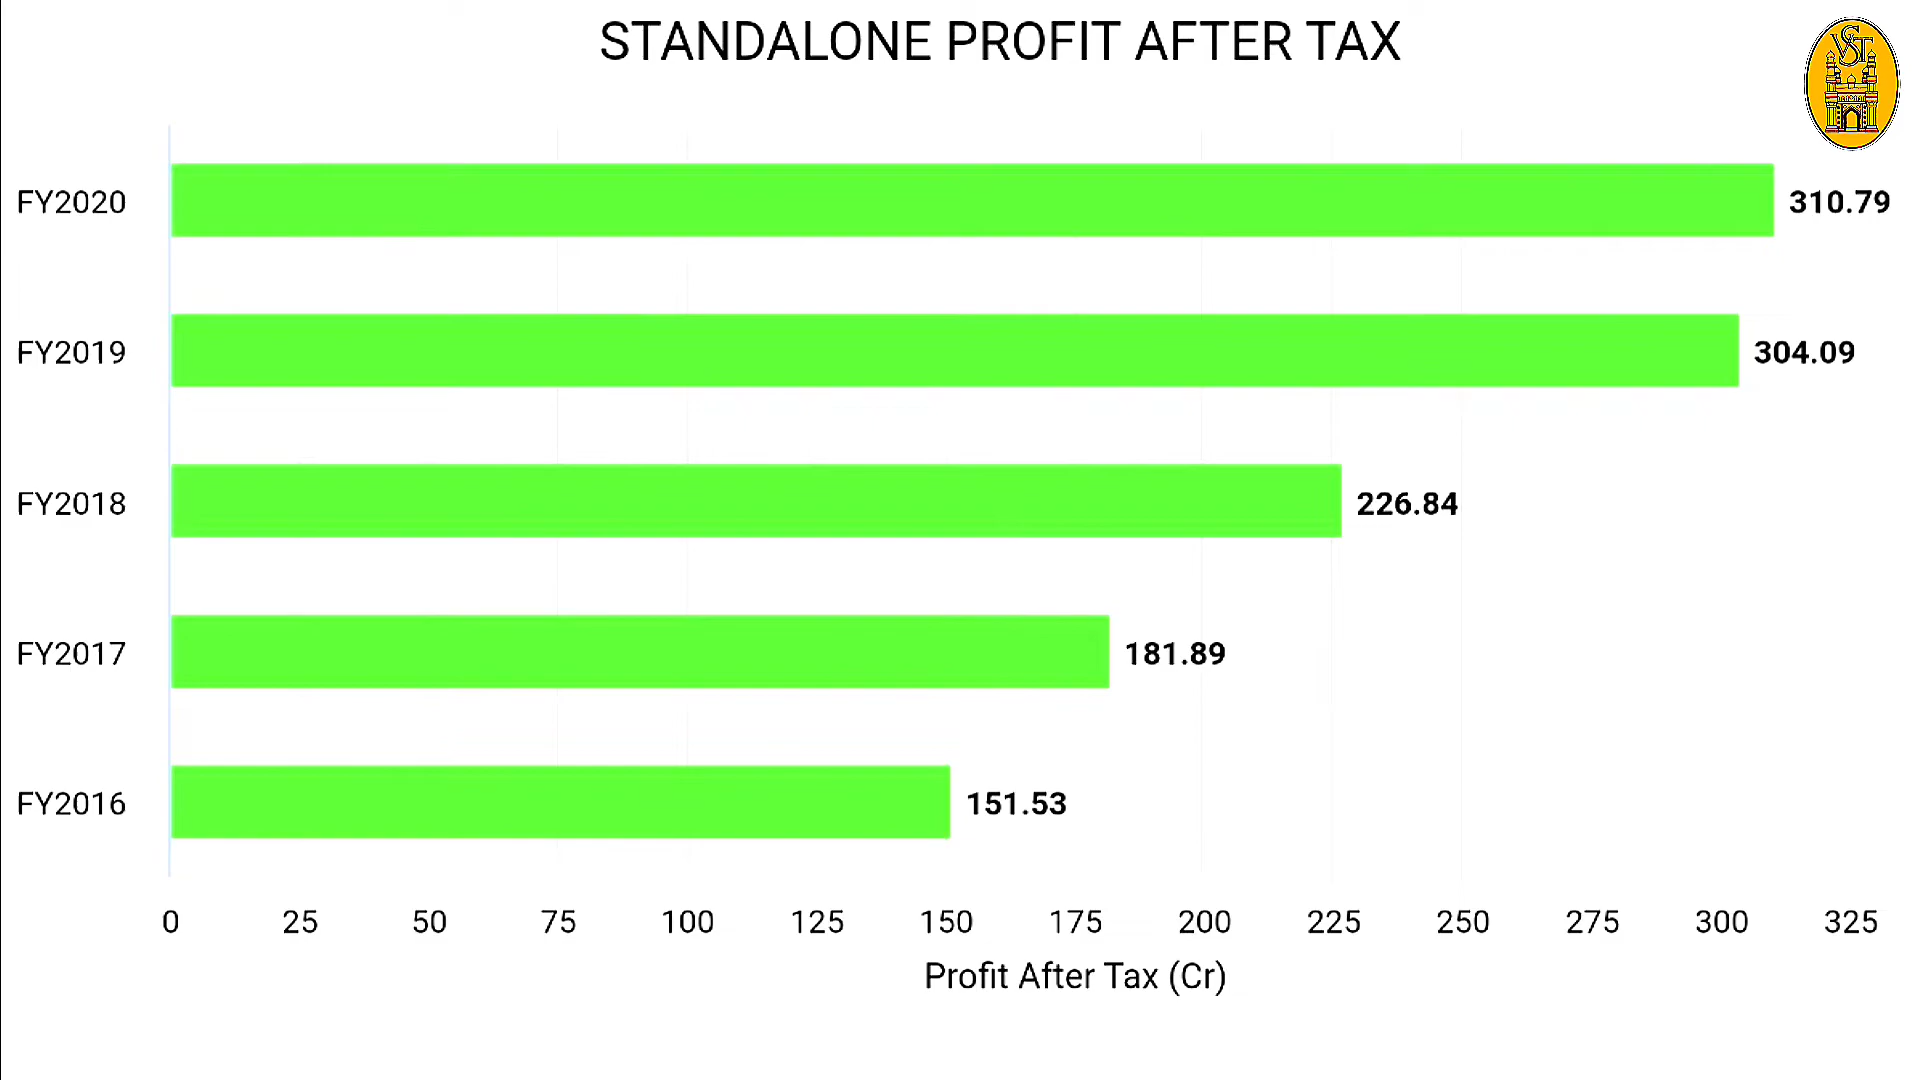 STANDALONE PROFIT AFTER TAX
VST
FY2020 310.79
FY2019 304.09
FY2018 226.84
FY2017 181.89
FY2016 151.53
0 25 50 75 100 125 150 175 200 225 250 275 300 325
Profit After Tax (Cr)